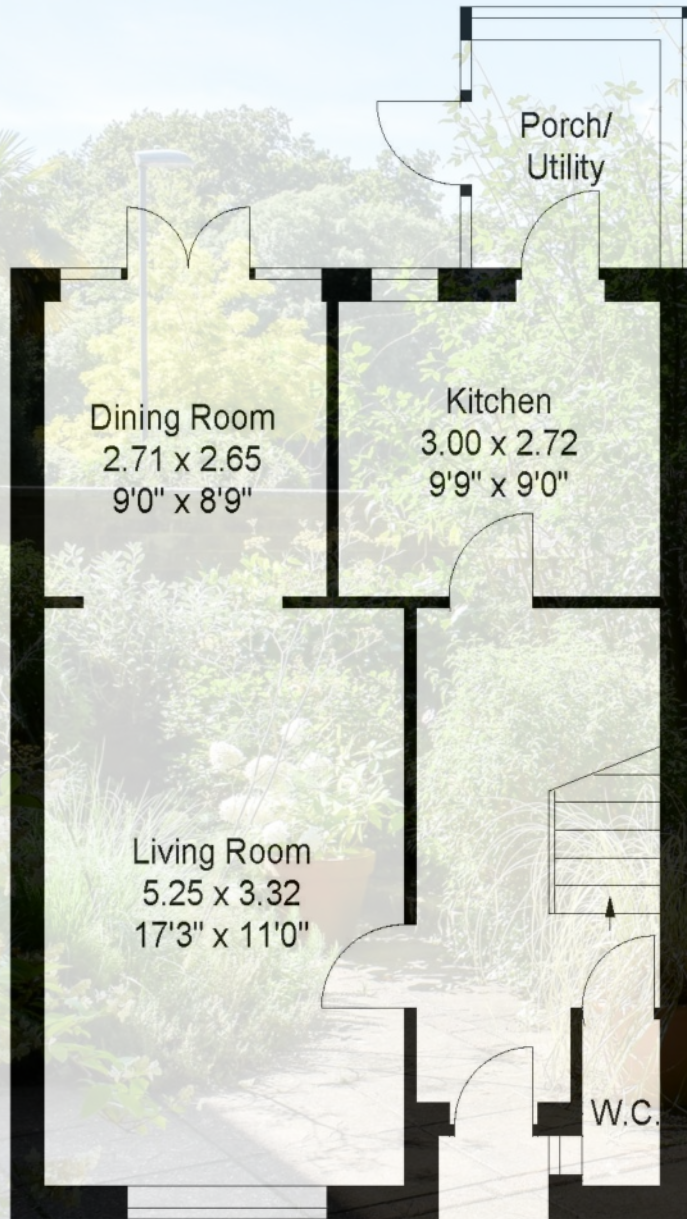 Porch/
Utility
Dining Room
2.71 x 2.65
9'0" x 8'9"
Kitchen
3.00 x 2.72
9'9" x 9'0"
Living Room
5.25 x 3.32
17'3" x 11'0"
W.C.